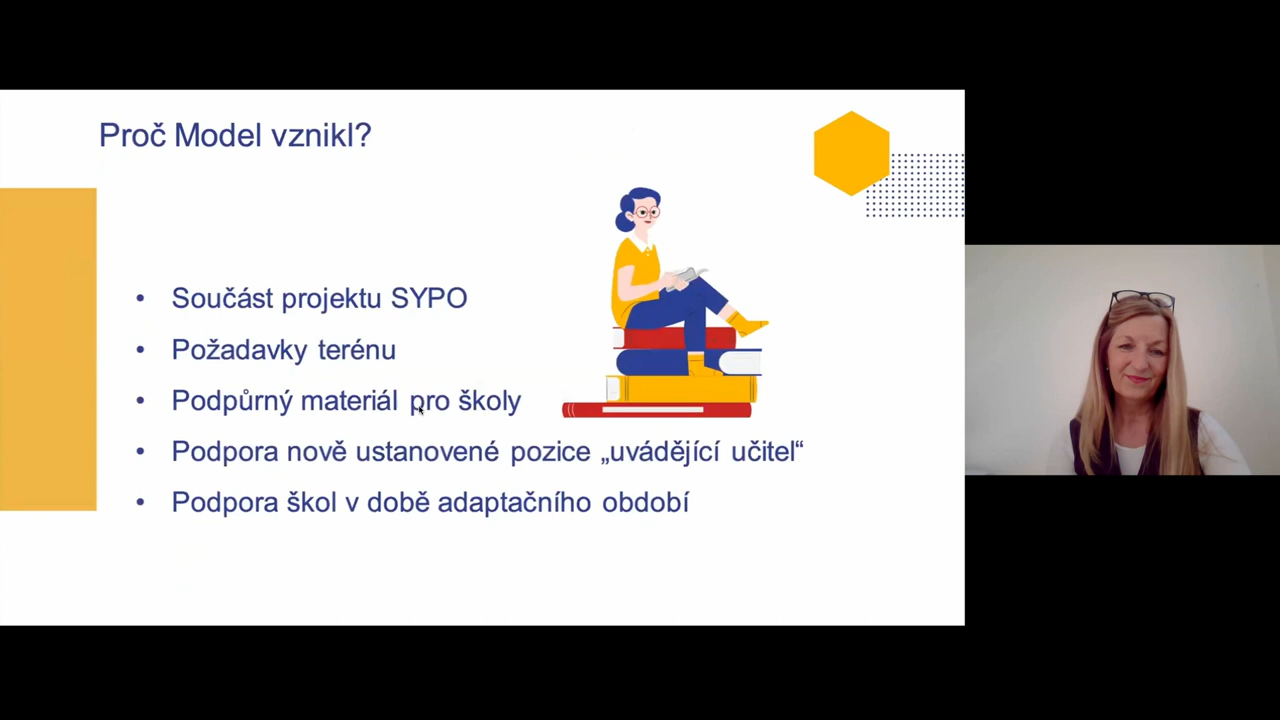 Proč Model vznikl?
• Součást projektu SYPO
• Požadavky terénu
• Podpůrný materiál pro školy
• Podpora nově ustanovené pozice „uvádějící učitel“
• Podpora škol v době adaptačního období